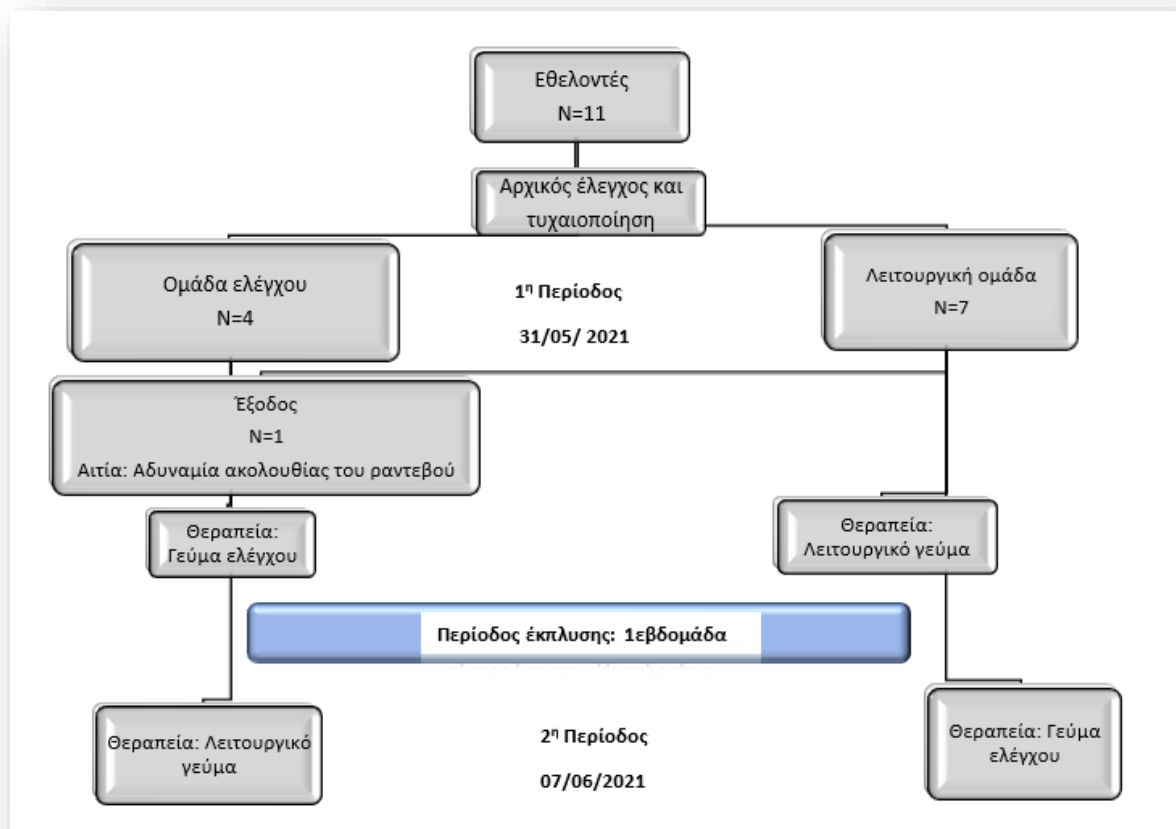 Εθελοντές
N=11
Αρχικός έλεγχος και
τυχαιοποίηση
Ομάδα ελέγχου
N=4
1η Περίοδος
31/05/ 2021
Λειτουργική ομάδα
N=7
Έξοδος
N=1
Αιτία: Αδυναμία ακολουθίας του ραντεβού
Θεραπεία:
Γεύμα ελέγχου
Θεραπεία:
Λειτουργικό γεύμα
Περίοδος έκπλυσης: 1εβδομάδα
Θεραπεία: Λειτουργικό
γεύμα
2η Περίοδος
07/06/2021
Θεραπεία: Γεύμα
ελέγχου